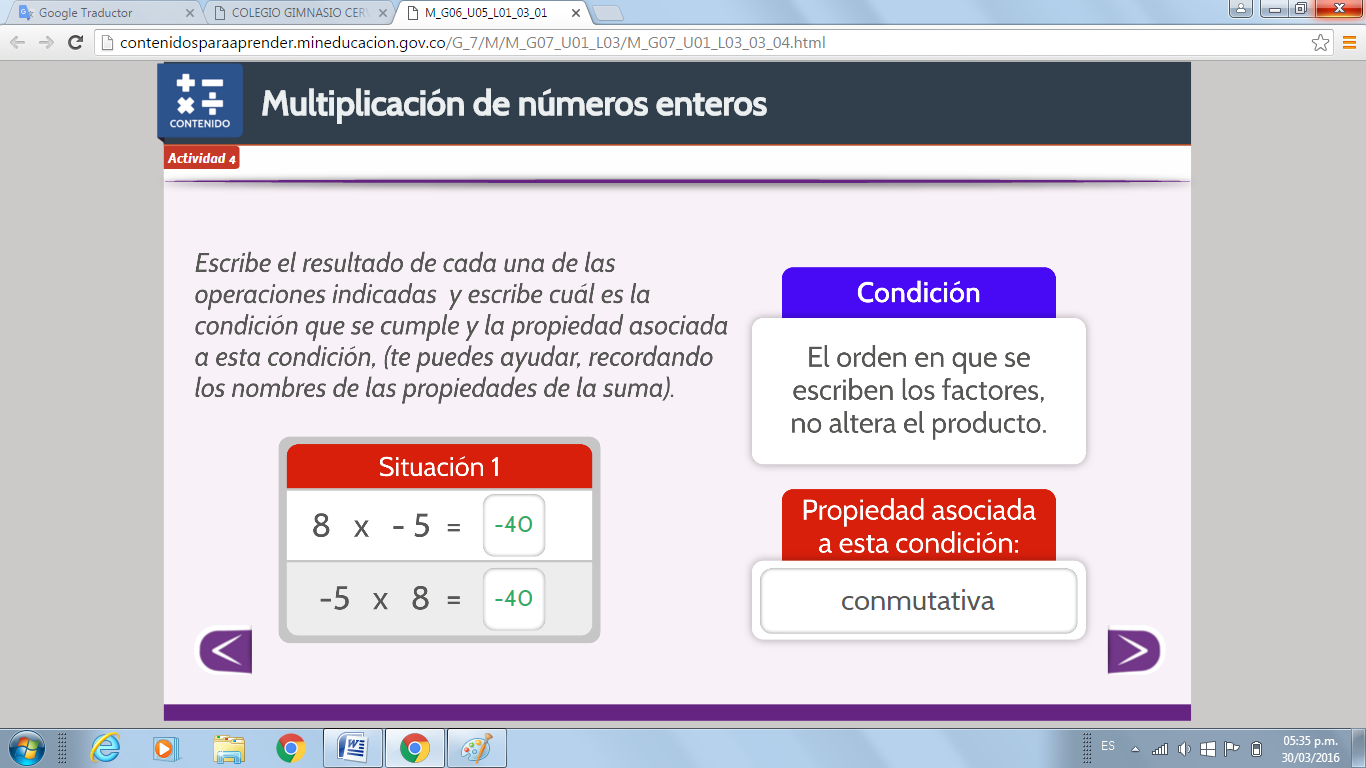 Google Traductor
COLEGIO GIMNASIO CER
M_G06_U05_L01_03_01
contenidosparaaprender.mineducacion.gov.co/G_7/M/M_G07_U01_L03/M_G07_U01_L03_03_04.html
CONTENIDO
Multiplicación de números enteros
Actividad 4
Escribe el resultado de cada una de las
operaciones indicadas y escribe cuál es la
condición que se cumple y la propiedad asociada
a esta condición, (te puedes ayudar, recordando
los nombres de las propiedades de la suma).
Situación 1
8 x - 5 = -40
-5 x 8 = -40
Condición
El orden en que se
escriben los factores,
no altera el producto.
Propiedad asociada
a esta condición:
conmutativa
ES
05:35 p.m.
30/03/2016